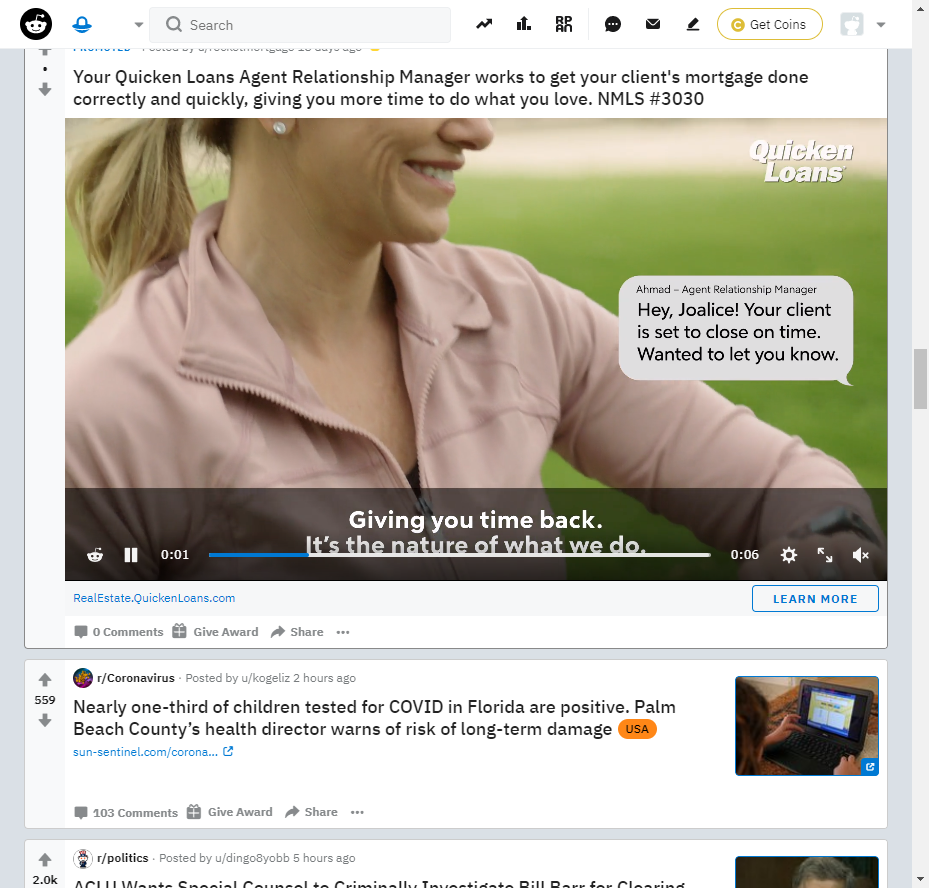 Search
Get Coins
PROMOTED · Posted by u/rocketmortgage 18 days ago
Your Quicken Loans Agent Relationship Manager works to get your client's mortgage done
correctly and quickly, giving you more time to do what you love. NMLS #3030
Quicken
Loans
Ahmad – Agent Relationship Manager
Hey, Joalice! Your client
is set to close on time.
Wanted to let you know.
Giving you time back.
It's the nature of what we do.
0:01
0:06
RealEstate.QuickenLoans.com
LEARN MORE
0 Comments Give Award Share ...
559
r/Coronavirus · Posted by u/kogeliz 2 hours ago
Nearly one-third of children tested for COVID in Florida are positive. Palm
Beach County’s health director warns of risk of long-term damage USA
sun-sentinel.com/corona...
103 Comments Give Award Share ...
2.0k
r/politics · Posted by u/dingo8yobb 5 hours ago
ACLU Wants Special Counsel to Criminally Investigate Bill Barr for Clearing